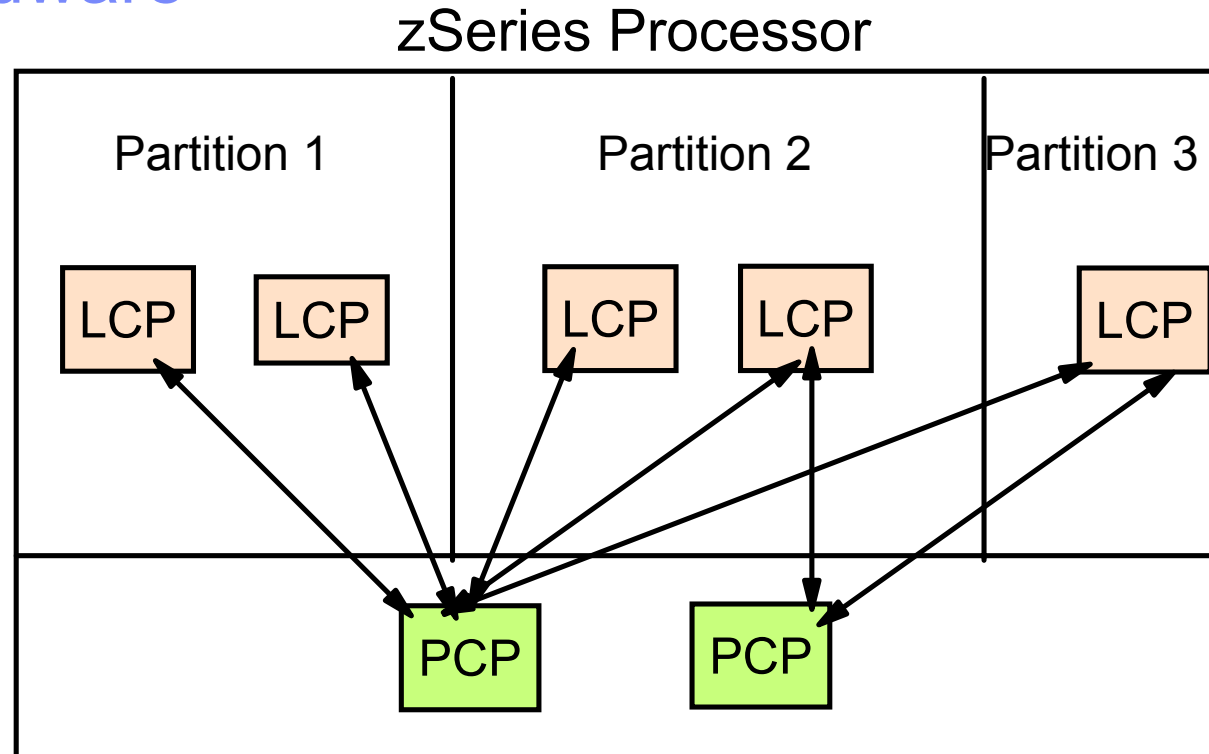 zSeries Processor
Partition 1
Partition 2
Partition 3
LCP
LCP
LCP
LCP
LCP
PCP
PCP